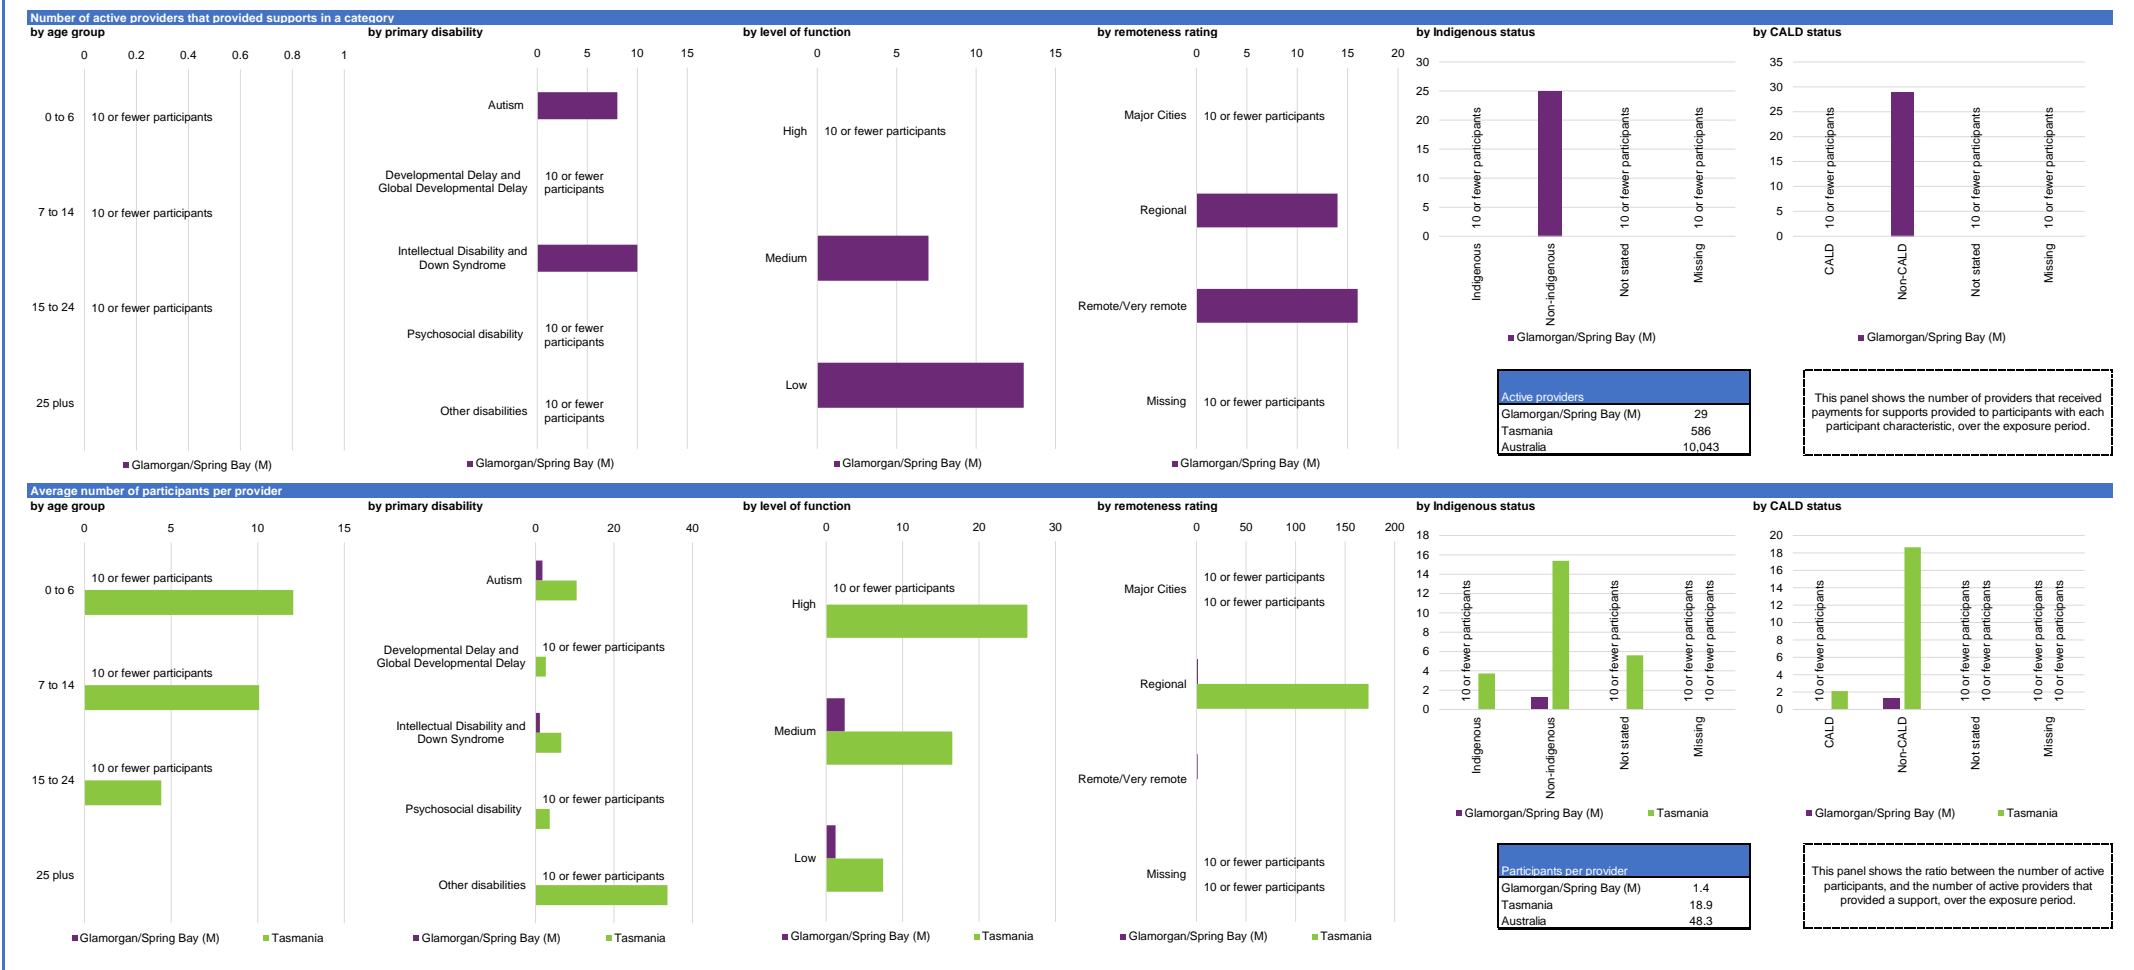 Number of active providers that provided supports in a category
by age group
0 0.2 0.4 0.6 0.8 1
0 to 6 10 or fewer participants
7 to 14 10 or fewer participants
15 to 24 10 or fewer participants
25 plus
Glamorgan/Spring Bay (M)
by primary disability
0 5 10 15
Autism
Developmental Delay and
Global Developmental Delay
10 or fewer
participants
Intellectual Disability and
Down Syndrome
Psychosocial disability
10 or fewer
participants
Other disabilities
10 or fewer
participants
Glamorgan/Spring Bay (M)
by level of function
0 5 10 15
High 10 or fewer participants
Medium
Low
Glamorgan/Spring Bay (M)
by remoteness rating
0 5 10 15 20
Major Cities 10 or fewer participants
Regional
Remote/Very remote
Missing 10 or fewer participants
Glamorgan/Spring Bay (M)
by Indigenous status
30
25
20
15
10
5
0
10 or fewer participants
10 or fewer participants
10 or fewer participants
Indigenous
Non-indigenous
Not stated
Missing
Glamorgan/Spring Bay (M)
by CALD status
35
30
25
20
15
10
5
0
10 or fewer participants
10 or fewer participants
10 or fewer participants
CALD
Non-CALD
Not stated
Missing
Glamorgan/Spring Bay (M)
Active providers
Glamorgan/Spring Bay (M) 29
Tasmania 586
Australia 10,043
This panel shows the number of providers that received
payments for supports provided to participants with each
participant characteristic, over the exposure period.
Average number of participants per provider
by age group
0 5 10 15
10 or fewer participants
0 to 6
10 or fewer participants
7 to 14
10 or fewer participants
15 to 24
25 plus
Glamorgan/Spring Bay (M) Tasmania
by primary disability
0 20 40
Autism
Developmental Delay and
Global Developmental Delay
10 or fewer participants
Intellectual Disability and
Down Syndrome
10 or fewer participants
Psychosocial disability
10 or fewer participants
Other disabilities
Glamorgan/Spring Bay (M) Tasmania
by level of function
0 10 20 30
10 or fewer participants
High
Medium
Low
Glamorgan/Spring Bay (M) Tasmania
by remoteness rating
0 50 100 150 200
Major Cities
10 or fewer participants
10 or fewer participants
Regional
Remote/Very remote
Missing
10 or fewer participants
10 or fewer participants
Glamorgan/Spring Bay (M) Tasmania
by Indigenous status
18
16
14
12
10
8
6
4
2
0
10 or fewer participants
10 or fewer participants
10 or fewer participants
10 or fewer participants
Indigenous
Non-indigenous
Not stated
Missing
Glamorgan/Spring Bay (M) Tasmania
by CALD status
20
18
16
14
12
10
8
6
4
2
0
10 or fewer participants
10 or fewer participants
10 or fewer participants
10 or fewer participants
10 or fewer participants
CALD
Non-CALD
Not stated
Missing
Glamorgan/Spring Bay (M) Tasmania
Participants per provider
Glamorgan/Spring Bay (M) 1.4
Tasmania 18.9
Australia 48.3
This panel shows the ratio between the number of active
participants, and the number of active providers that
provided a support, over the exposure period.